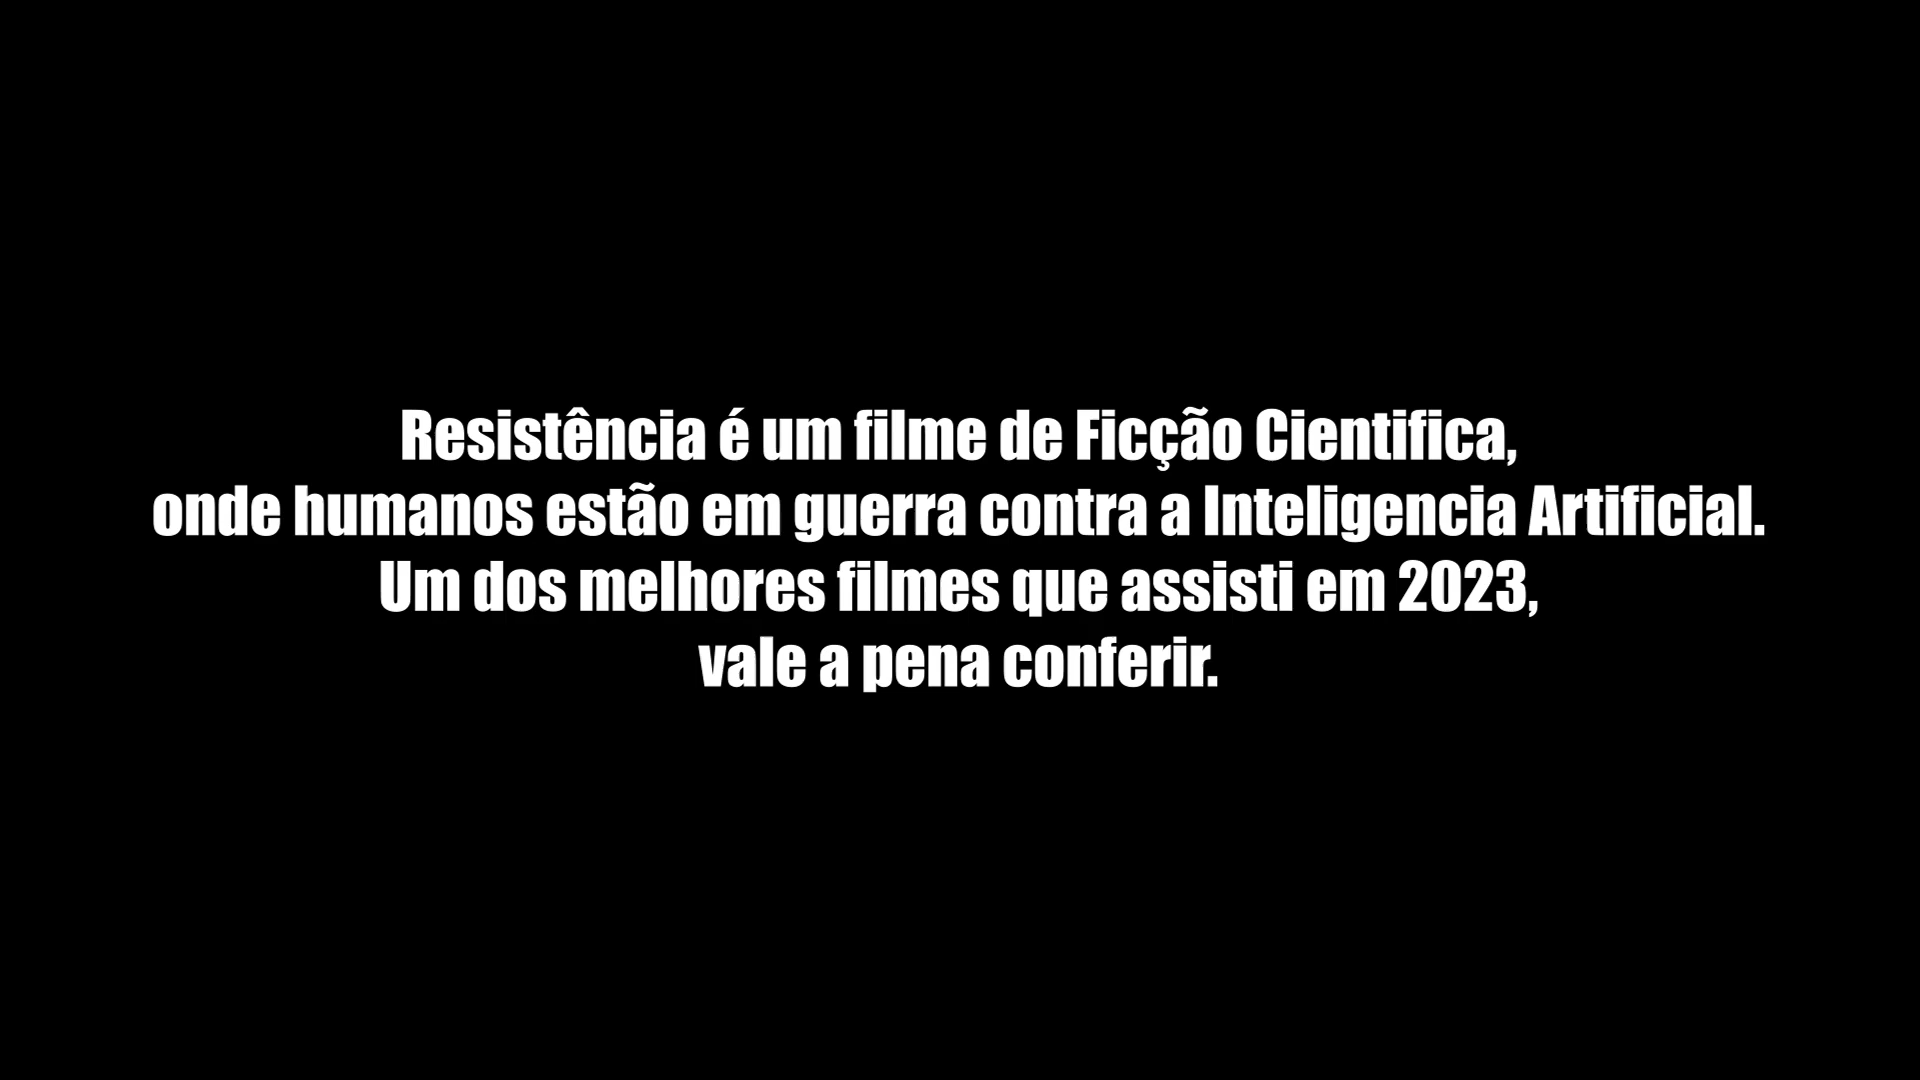 Resistência é um filme de Ficção Cientifica,
onde humanos estão em guerra contra a Inteligencia Artificial.
Um dos melhores filmes que assisti em 2023,
vale a pena conferir.